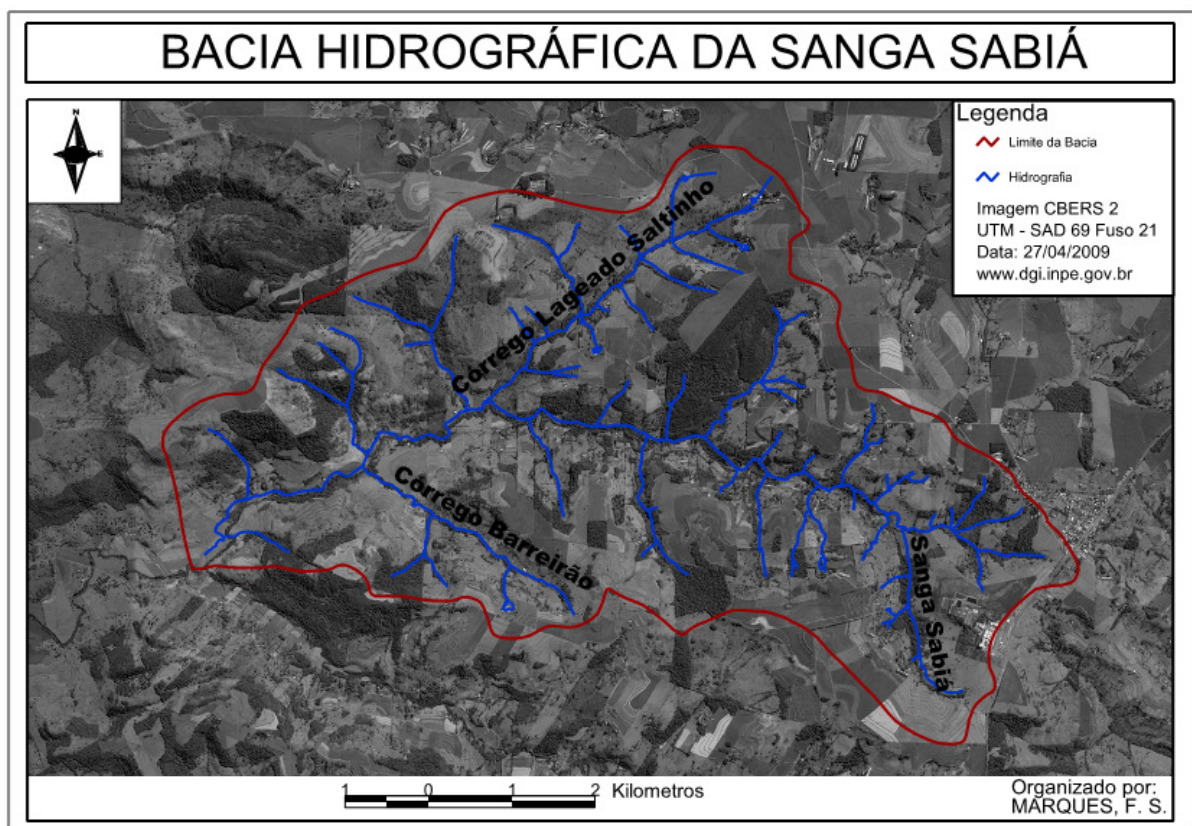 BACIA HIDROGRÁFICA DA SANGA SABIÁ
N
E
Legenda
Limite da Bacia
Hidrografia
Imagem CBERS 2
UTM - SAD 69 Fuso 21
Data: 27/04/2009
www.dgi.inpe.gov.br
Córrego Lageado Saltinho
Córrego Barreirão
Sanga Sabiá
1 0 1 2 Kilometros
Organizado por:
MARQUES, F. S.